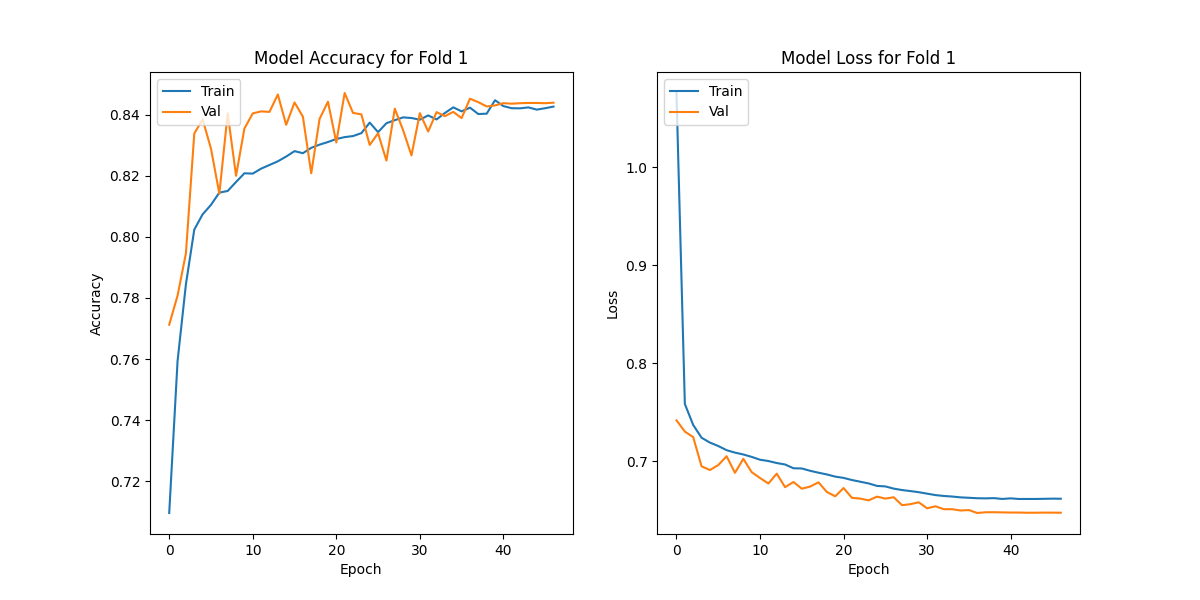 Model Accuracy for Fold 1
Train
Val
0.84
0.82
0.80
0.78
0.76
0.74
0.72
Accuracy
0 10 20 30 40
Epoch
Model Loss for Fold 1
Train
Val
1.0
0.9
0.8
0.7
Loss
0 10 20 30 40
Epoch